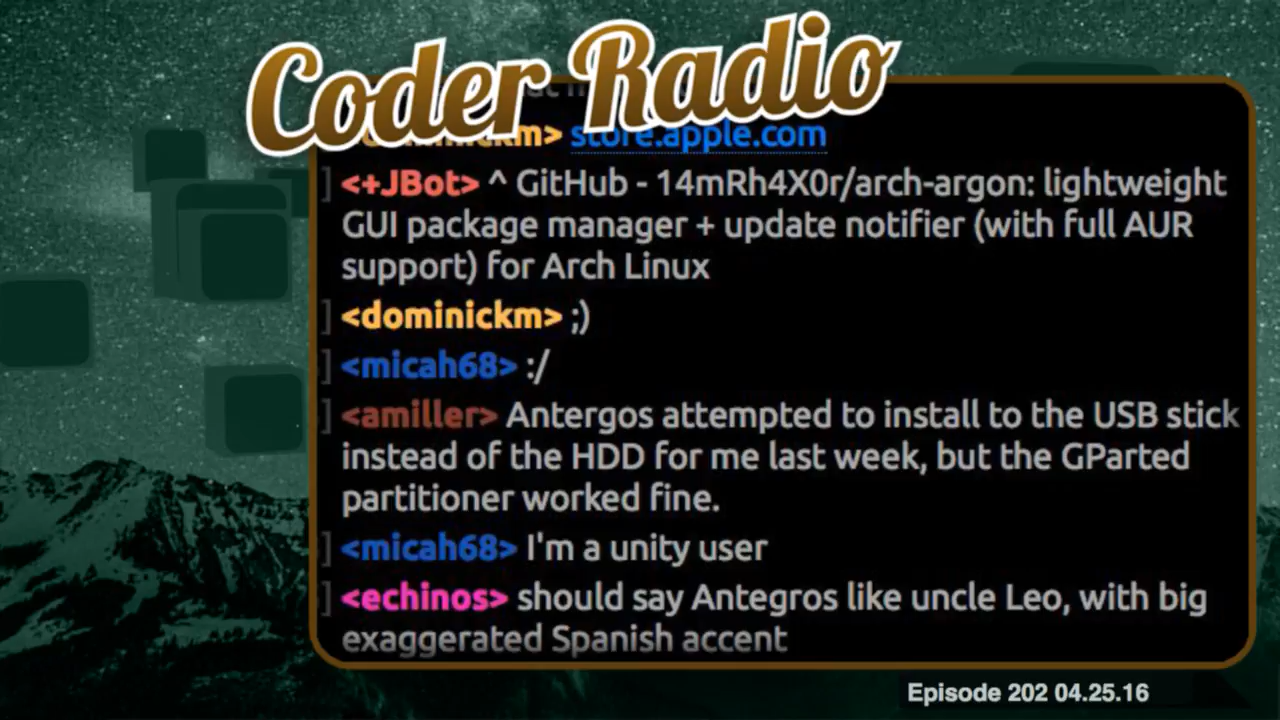 Coder Radio
store.apple.com
] <+JBot> ^ GitHub - 14mRh4X0r/arch-argon: lightweight
GUI package manager + update notifier (with full AUR
support) for Arch Linux
] <dominickm> ;)
] <micah68> :/
] <amiller> Antergos attempted to install to the USB stick
instead of the HDD for me last week, but the GParted
partitioner worked fine.
] <micah68> I'm a unity user
] <echinos> should say Antegros like uncle Leo, with big
exaggerated Spanish accent
Episode 202 04.25.16